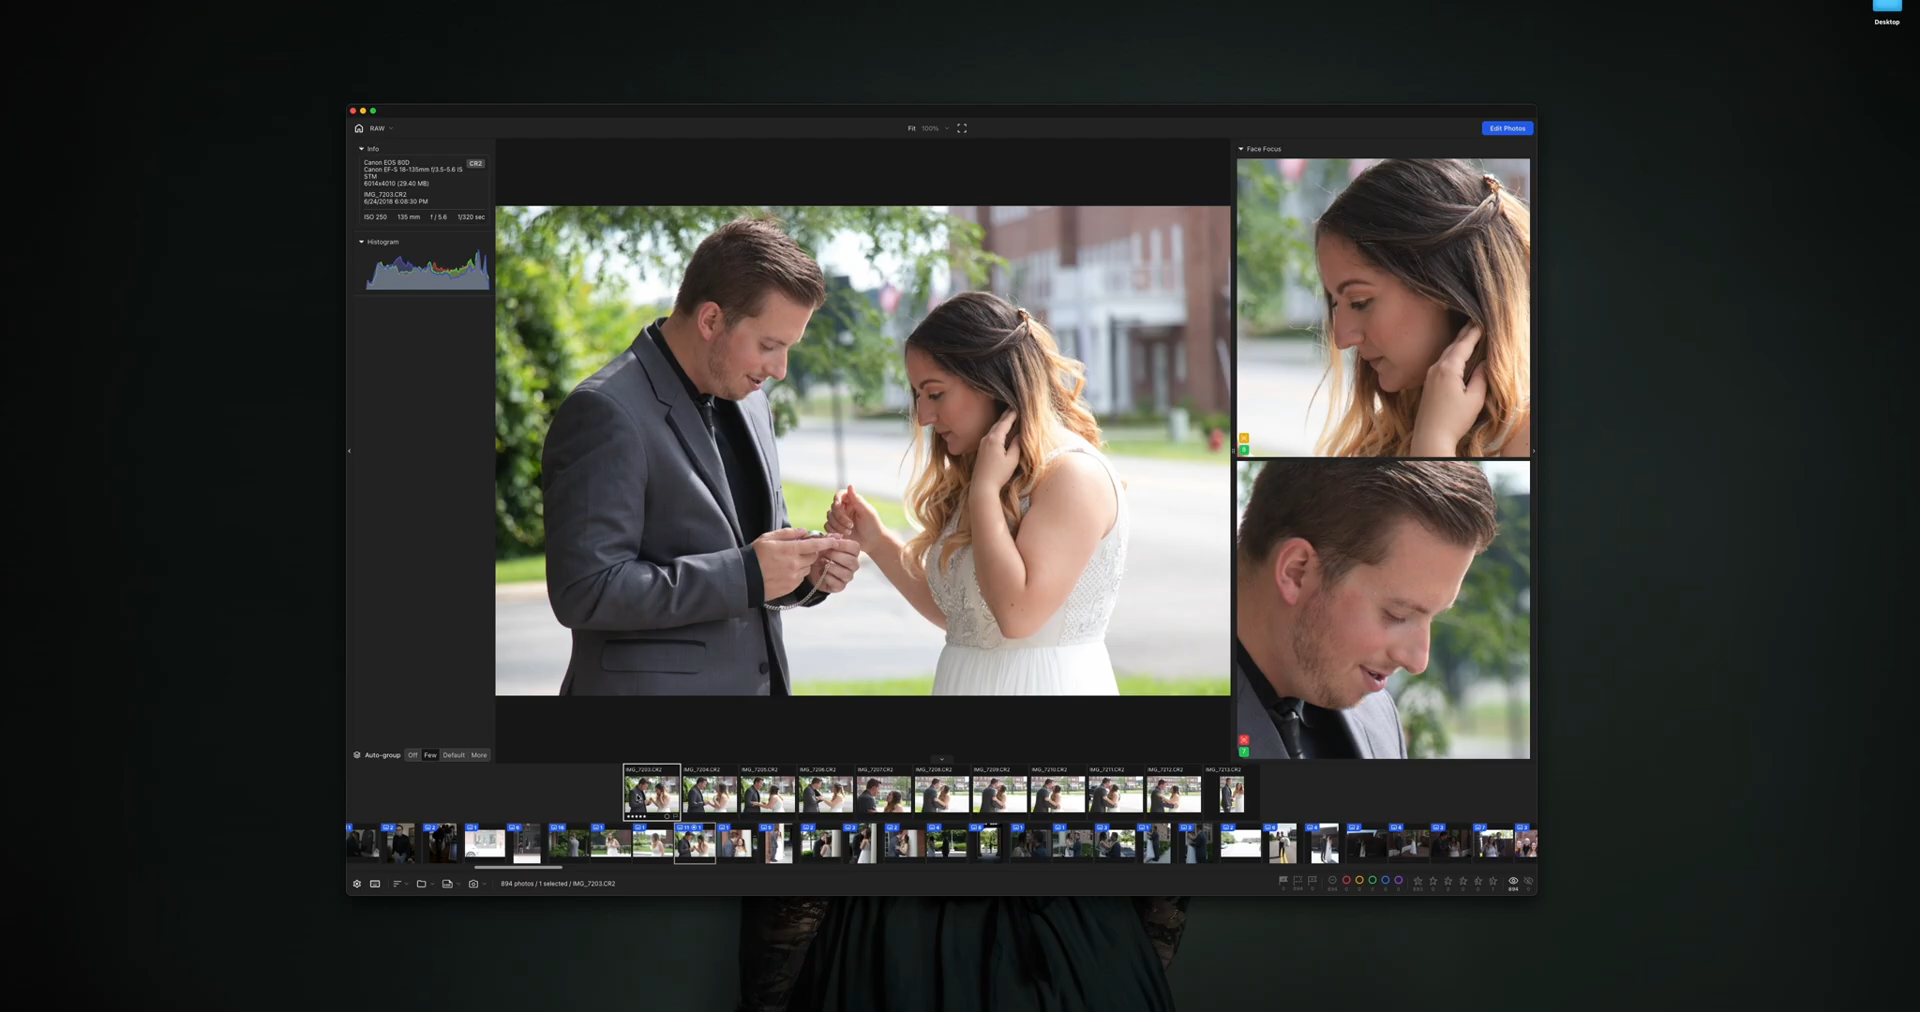 Desktop
RAW
Fit 100%
Edit Photos
Info
Canon EOS 80D
CR2
Canon EF-S 18-135mm f/3.5-5.6 IS
STM
6014x4010 (29.40 MB)
IMG_7203.CR2
6/24/2018 6:08:30 PM
ISO 250 135 mm f / 5.6 1/320 sec
Histogram
Face Focus
Auto-group Off Few Default More
IMG_7203.CR2 IMG_7204.CR2 IMG_7205.CR2 IMG_7206.CR2 IMG_7207.CR2 IMG_7208.CR2 IMG_7209.CR2 IMG_7210.CR2 IMG_7211.CR2 IMG_7212.CR2 IMG_7213.CR2
894 photos / 1 selected / IMG_7203.CR2